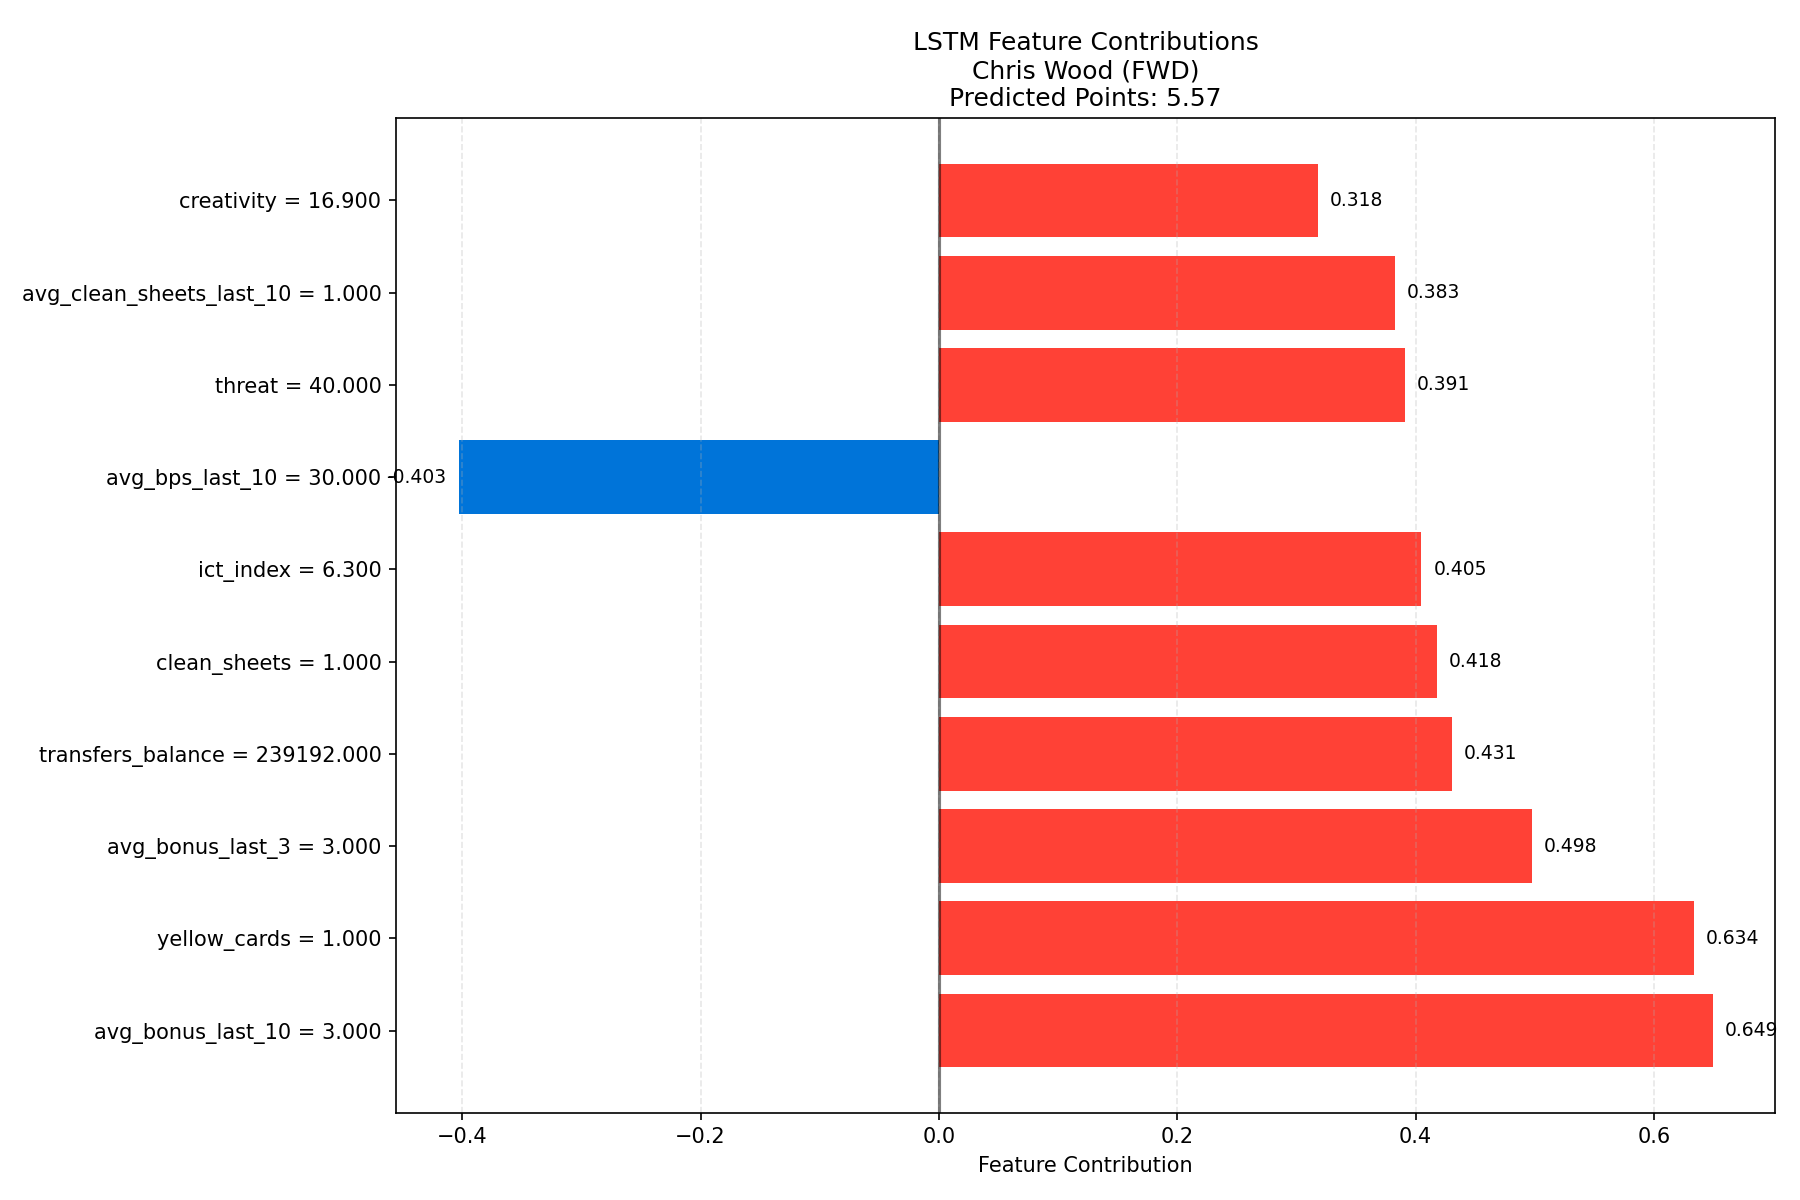 LSTM Feature Contributions
Chris Wood (FWD)
Predicted Points: 5.57
creativity = 16.900
0.318
avg_clean_sheets_last_10 = 1.000
0.383
threat = 40.000
0.391
avg_bps_last_10 = 30.000
-0.403
ict_index = 6.300
0.405
clean_sheets = 1.000
0.418
transfers_balance = 239192.000
0.431
avg_bonus_last_3 = 3.000
0.498
yellow_cards = 1.000
0.634
avg_bonus_last_10 = 3.000
0.649
−0.4 −0.2 0.0 0.2 0.4 0.6
Feature Contribution